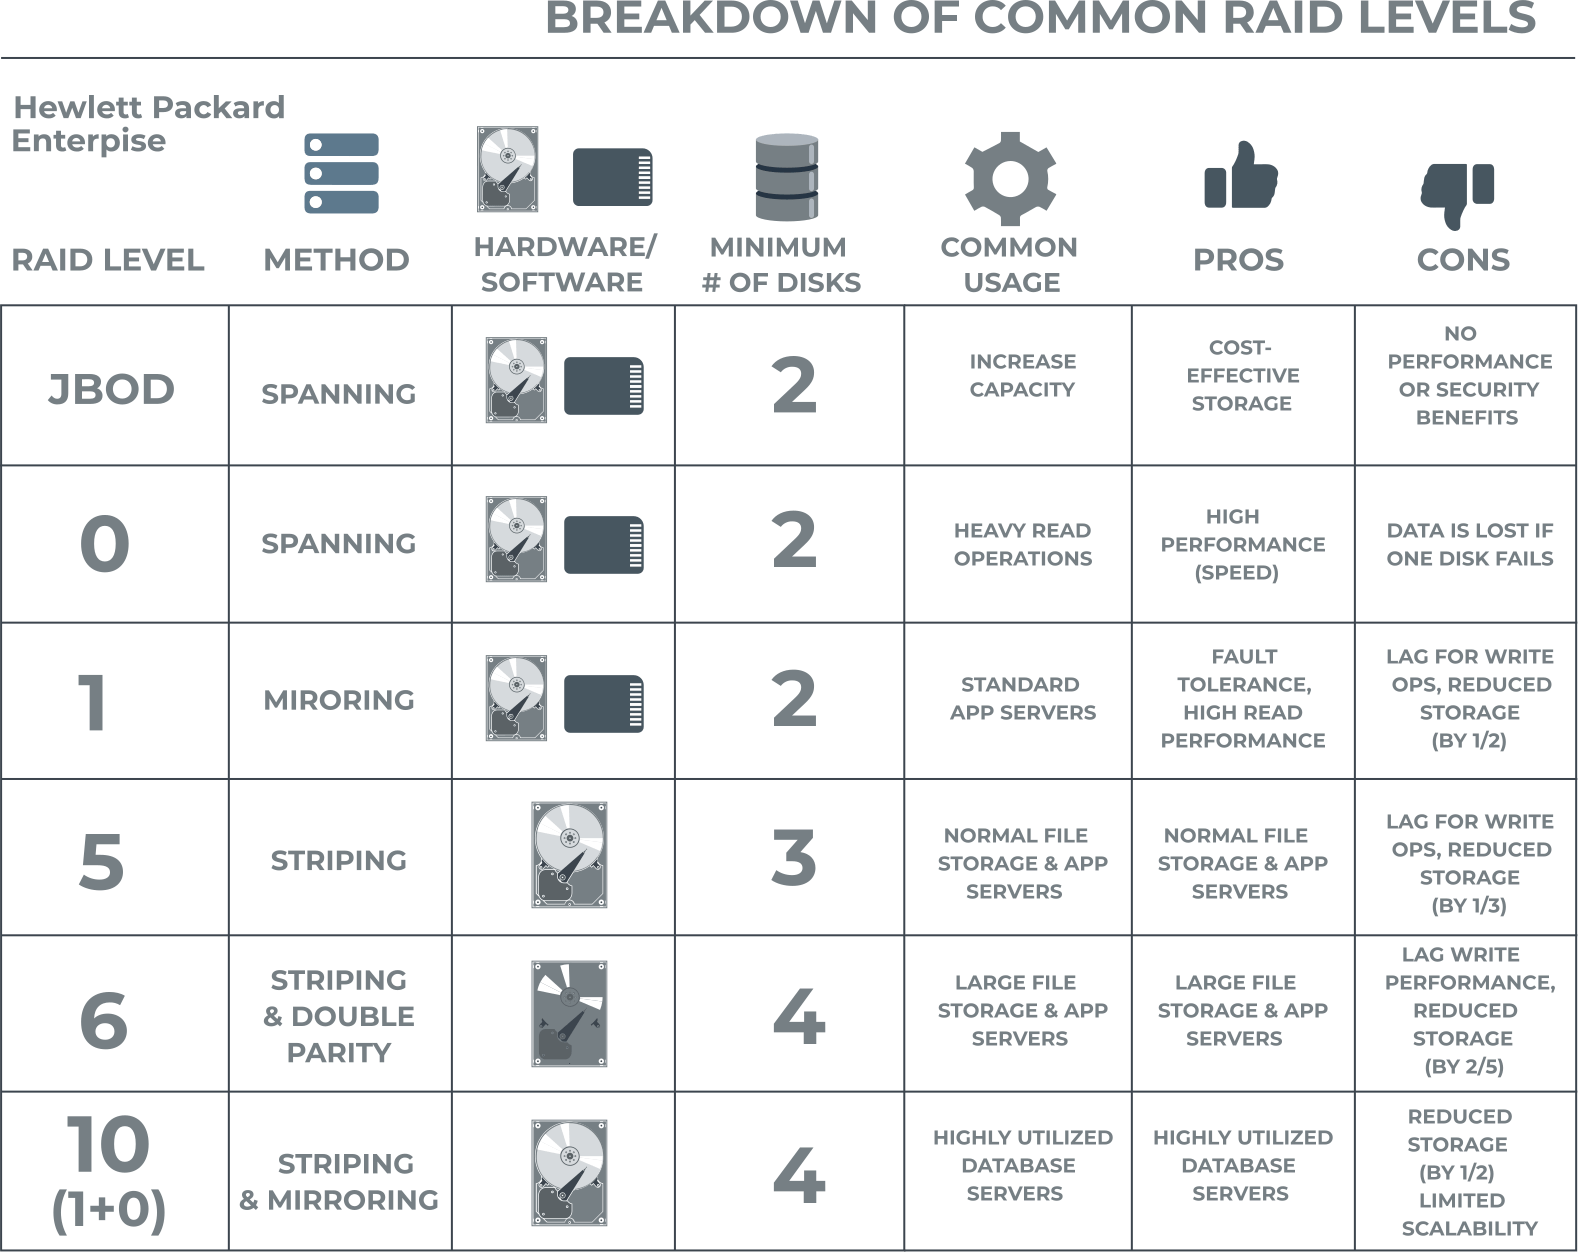 BREAKDOWN OF COMMON RAID LEVELS
Hewlett Packard
Enterpise
RAID LEVEL
METHOD
HARDWARE/
SOFTWARE
MINIMUM
# OF DISKS
COMMON
USAGE
PROS
CONS
JBOD
SPANNING
2
INCREASE
CAPACITY
COST-
EFFECTIVE
STORAGE
NO
PERFORMANCE
OR SECURITY
BENEFITS
0
SPANNING
2
HEAVY READ
OPERATIONS
HIGH
PERFORMANCE
(SPEED)
DATA IS LOST IF
ONE DISK FAILS
1
MIRORING
2
STANDARD
APP SERVERS
FAULT
TOLERANCE,
HIGH READ
PERFORMANCE
LAG FOR WRITE
OPS, REDUCED
STORAGE
(BY 1/2)
5
STRIPING
3
NORMAL FILE
STORAGE & APP
SERVERS
NORMAL FILE
STORAGE & APP
SERVERS
LAG FOR WRITE
OPS, REDUCED
STORAGE
(BY 1/3)
6
STRIPING
& DOUBLE
PARITY
4
LARGE FILE
STORAGE & APP
SERVERS
LARGE FILE
STORAGE & APP
SERVERS
LAG WRITE
PERFORMANCE,
REDUCED
STORAGE
(BY 2/5)
10
(1+0)
STRIPING
& MIRRORING
4
HIGHLY UTILIZED
DATABASE
SERVERS
HIGHLY UTILIZED
DATABASE
SERVERS
REDUCED
STORAGE
(BY 1/2)
LIMITED
SCALABILITY